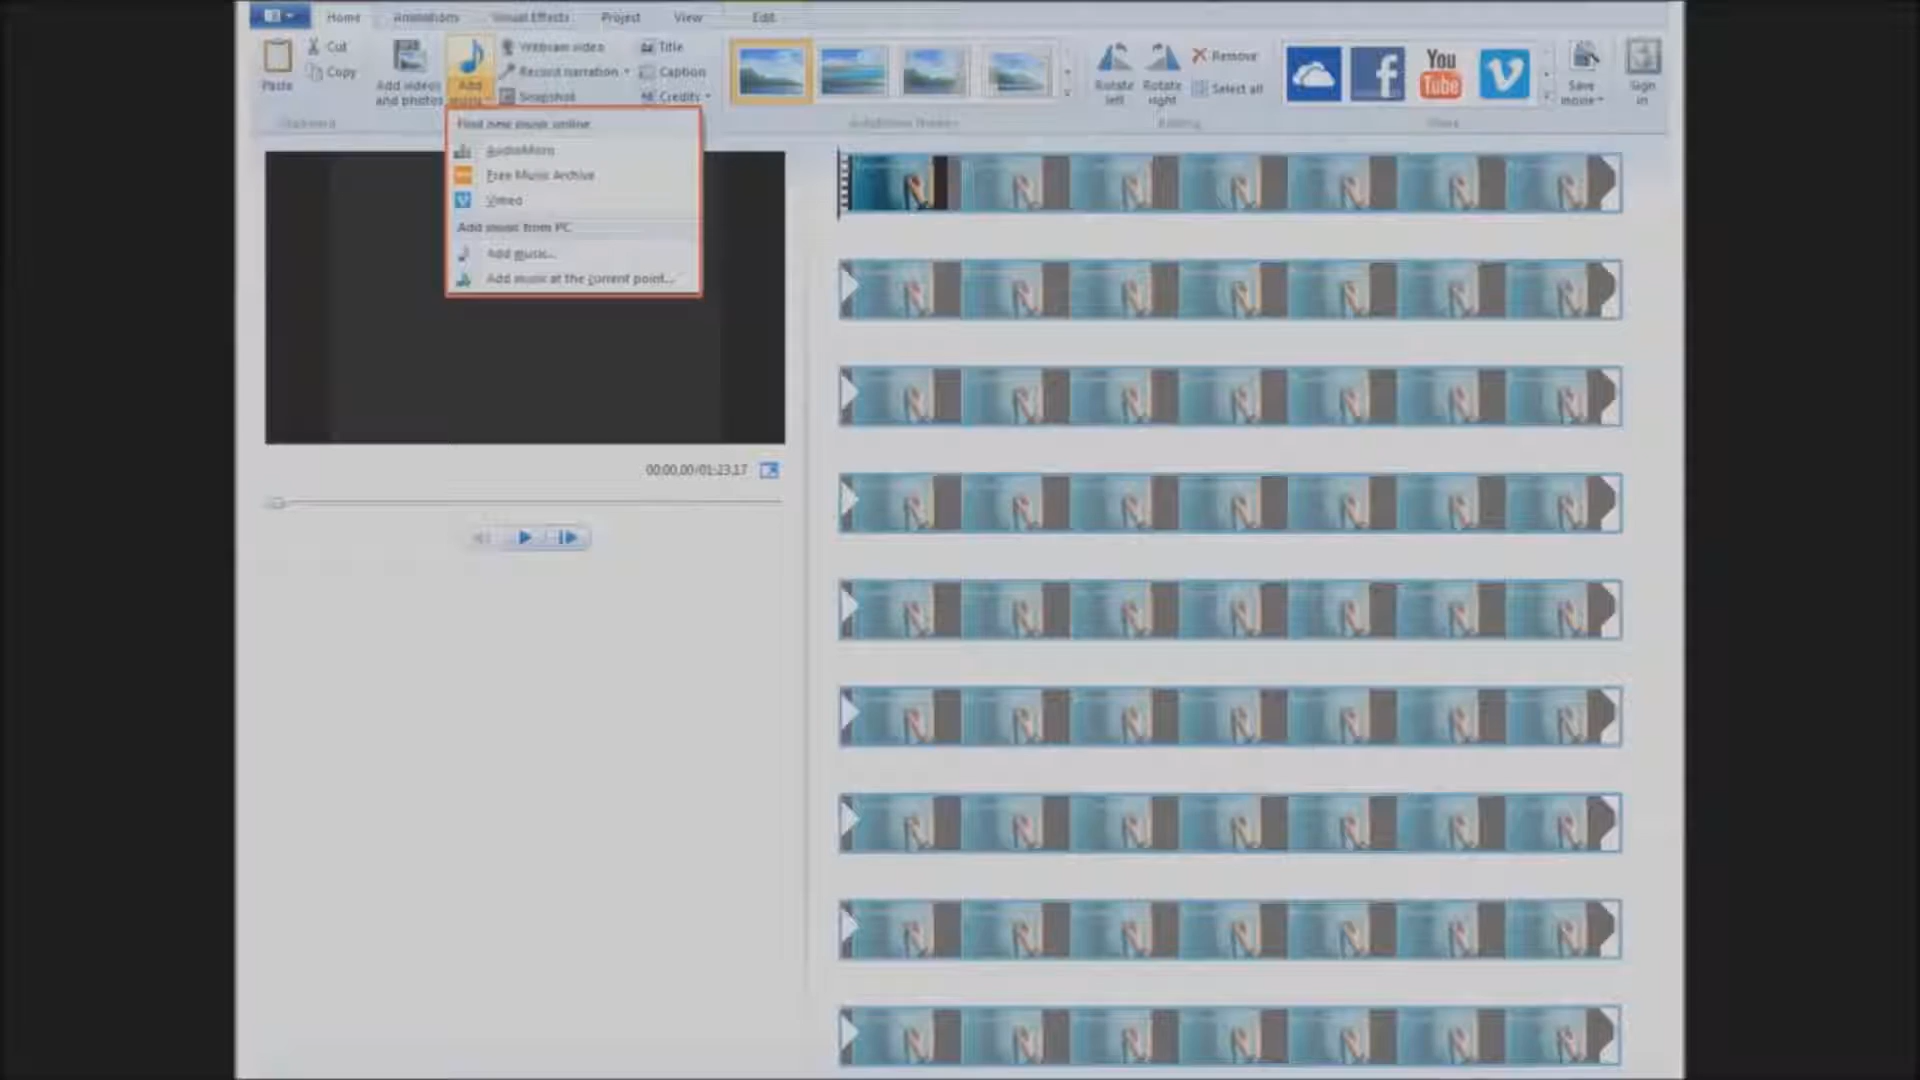 Home Animations Visual Effects Project View Edit
Paste
Cut
Copy
Add videos
and photos
Add
Webcam video
Record narration
Snapshot
Title
Caption
Credits
Rotate
left
Rotate
right
Remove
Select all
f
You
Tube
Save
movie
Sign
in
Clipboard
Editing
Share
Find new music online
AudioMicro
Free Music Archive
Vimeo
Add music from PC
Add music...
Add music at the current point...
00:00.00/01:23.17